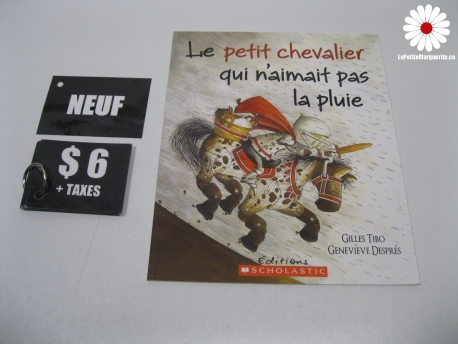 LaPetiteMarguerite.ca
NEUF
$6
+ TAXES
Le petit chevalier
qui n'aimait pas
la pluie
GILLES TIBO
GENEVIÈVE DESPRÉS
Éditions
SCHOLASTIC